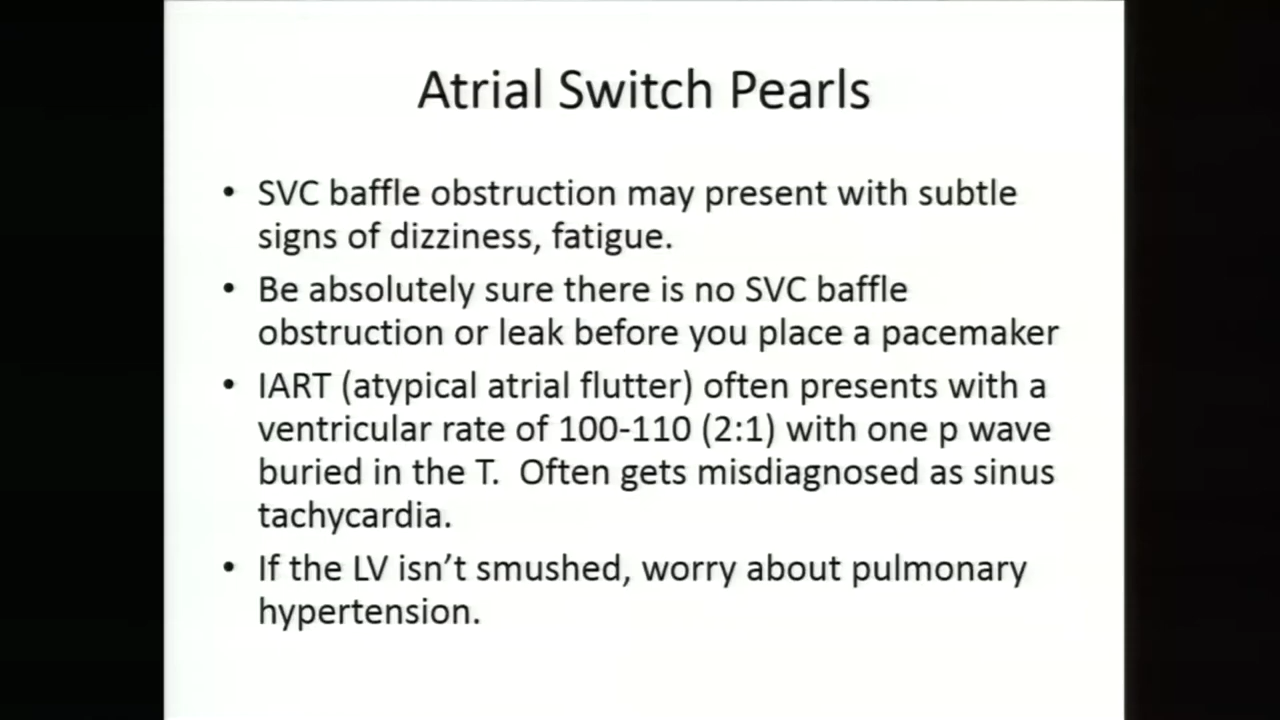 Atrial Switch Pearls
• SVC baffle obstruction may present with subtle
signs of dizziness, fatigue.
• Be absolutely sure there is no SVC baffle
obstruction or leak before you place a pacemaker
• IART (atypical atrial flutter) often presents with a
ventricular rate of 100-110 (2:1) with one p wave
buried in the T.  Often gets misdiagnosed as sinus
tachycardia.
• If the LV isn’t smushed, worry about pulmonary
hypertension.